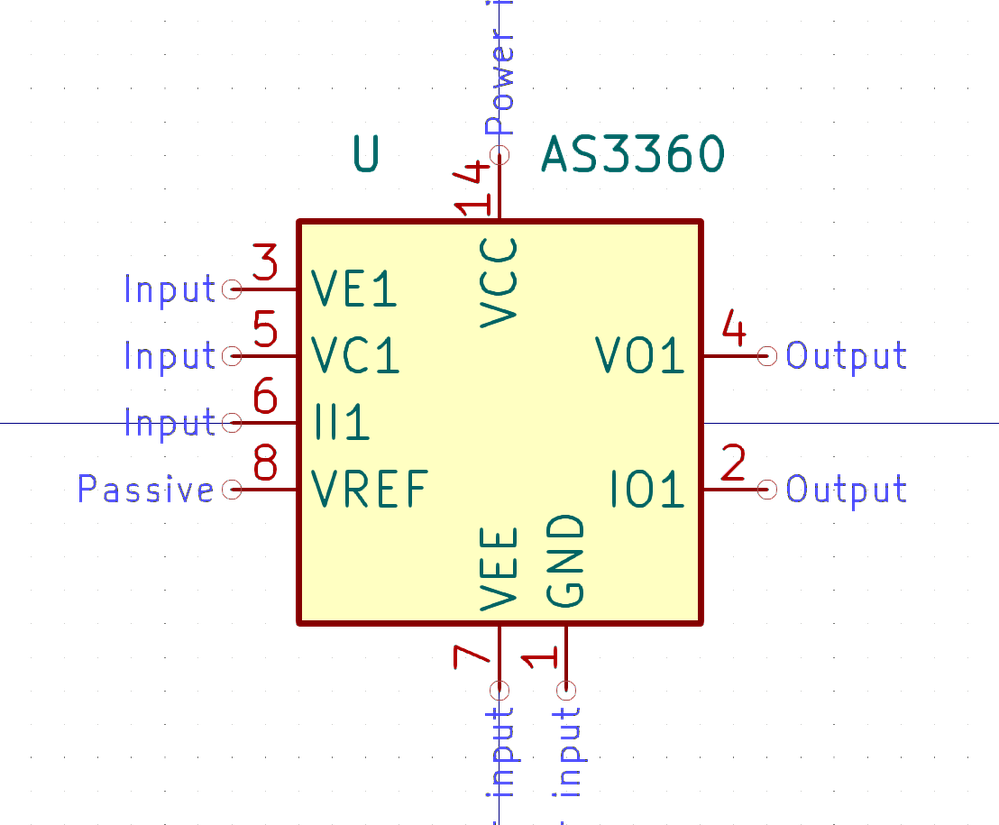 Power i
U
AS3360
14
VCC
3
Input
VE1
5
Input
VC1
4
VO1
Output
6
Input
II1
8
Passive
VREF
2
IO1
Output
VEE
GND
7
1
input
input